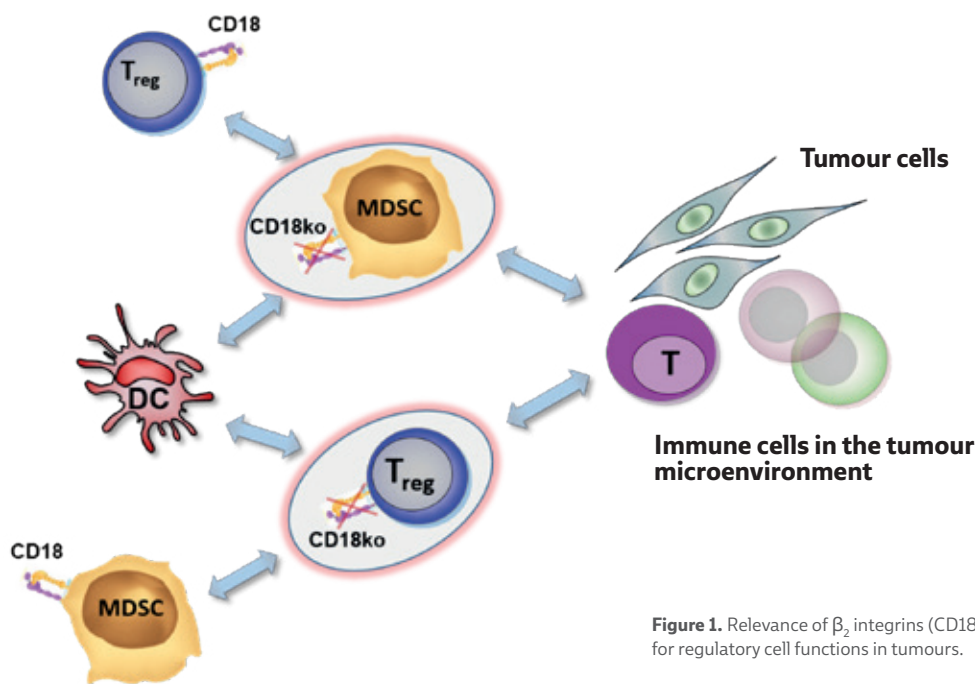 CD18
Treg
MDSC
CD18ko
Tumour cells
DC
T
Treg
CD18ko
Immune cells in the tumour
microenvironment
CD18
MDSC
Figure 1. Relevance of β₂ integrins (CD18
for regulatory cell functions in tumours.